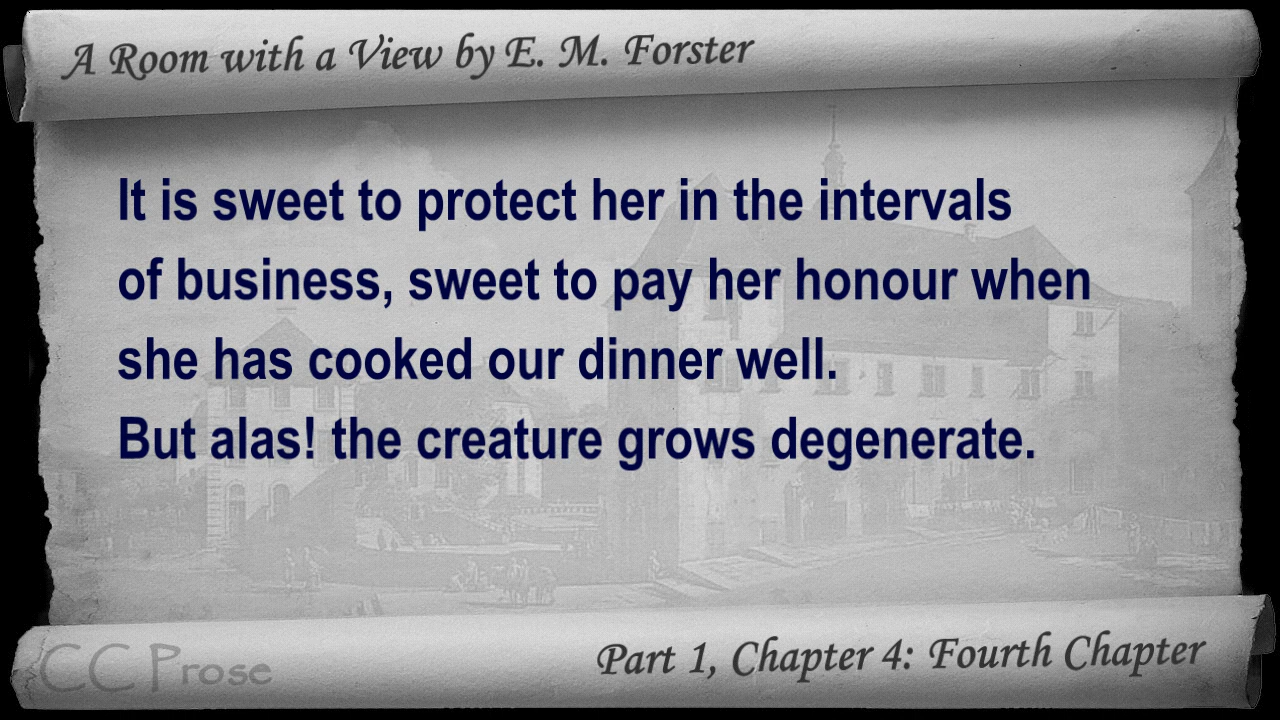 A Room with a View by E. M. Forster
It is sweet to protect her in the intervals
of business, sweet to pay her honour when
she has cooked our dinner well.
But alas! the creature grows degenerate.
CC Prose
Part 1, Chapter 4: Fourth Chapter